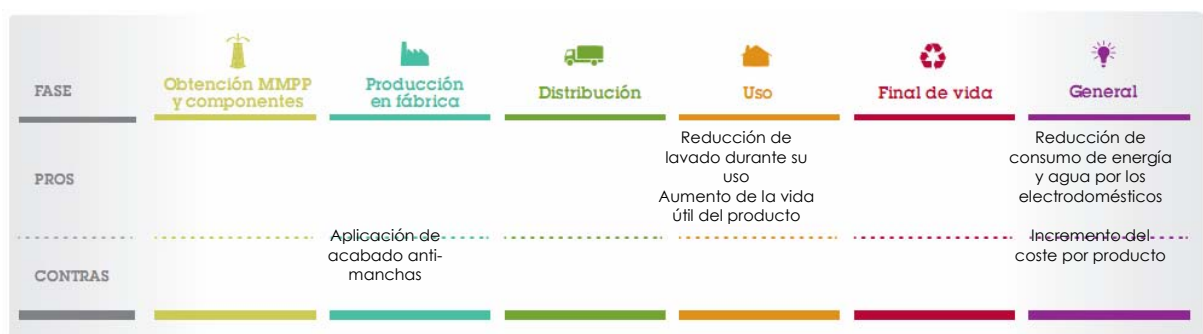 FASE
Obtención MMPP
y componentes
Producción
en fábrica
Distribución
Uso
Final de vida
General
PROS
Reducción de
lavado durante su
uso
Aumento de la vida
útil del producto
Reducción de
consumo de energía
y agua por los
electrodomésticos
CONTRAS
Aplicación de
acabado anti-
manchas
Incremento del
coste por producto